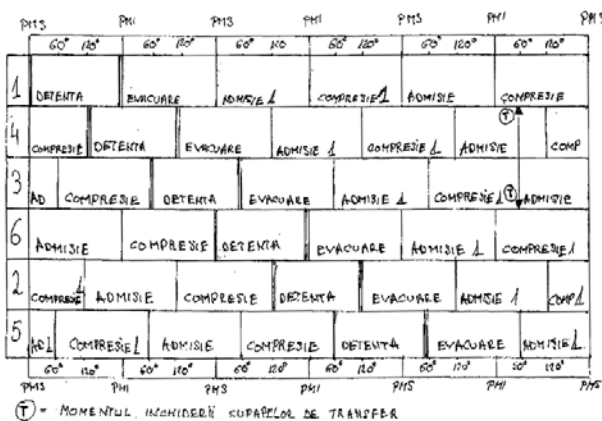 PMS PMI PMS PMI PMS PMI PMS
60° 120° 60° 120° 60° 120 60° 120° 60° 120° 60° 120°
1 DETENTA EVACUARE ADMISIE 1 COMPRESIE 1 ADMISIE COMPRESIE
4 COMPRESIE DETENTA EVACUARE ADMISIE 1 COMPRESIE 1 ADMISIE T COMP
3 AD COMPRESIE DETENTA EVACUARE ADMISIE 1 COMPRESIE 1 T ADMISIE
6 ADMISIE COMPRESIE DETENTA EVACUARE ADMISIE 1 COMPRESIE 1
2 COMPRESIE 1 ADMISIE COMPRESIE DETENTA EVACUARE ADMISIE 1 COMP 1
5 AD 1 COMPRESIE 1 ADMISIE COMPRESIE DETENTA EVACUARE ADMISIE 1
60° 120° 60° 120° 60° 120° 60° 120° 60° 120° 60° 120°
PMS PMI PMS PMI PMS PMI PMS
T = MOMENTUL INCHIDERII SUPAPELOR DE TRANSFER